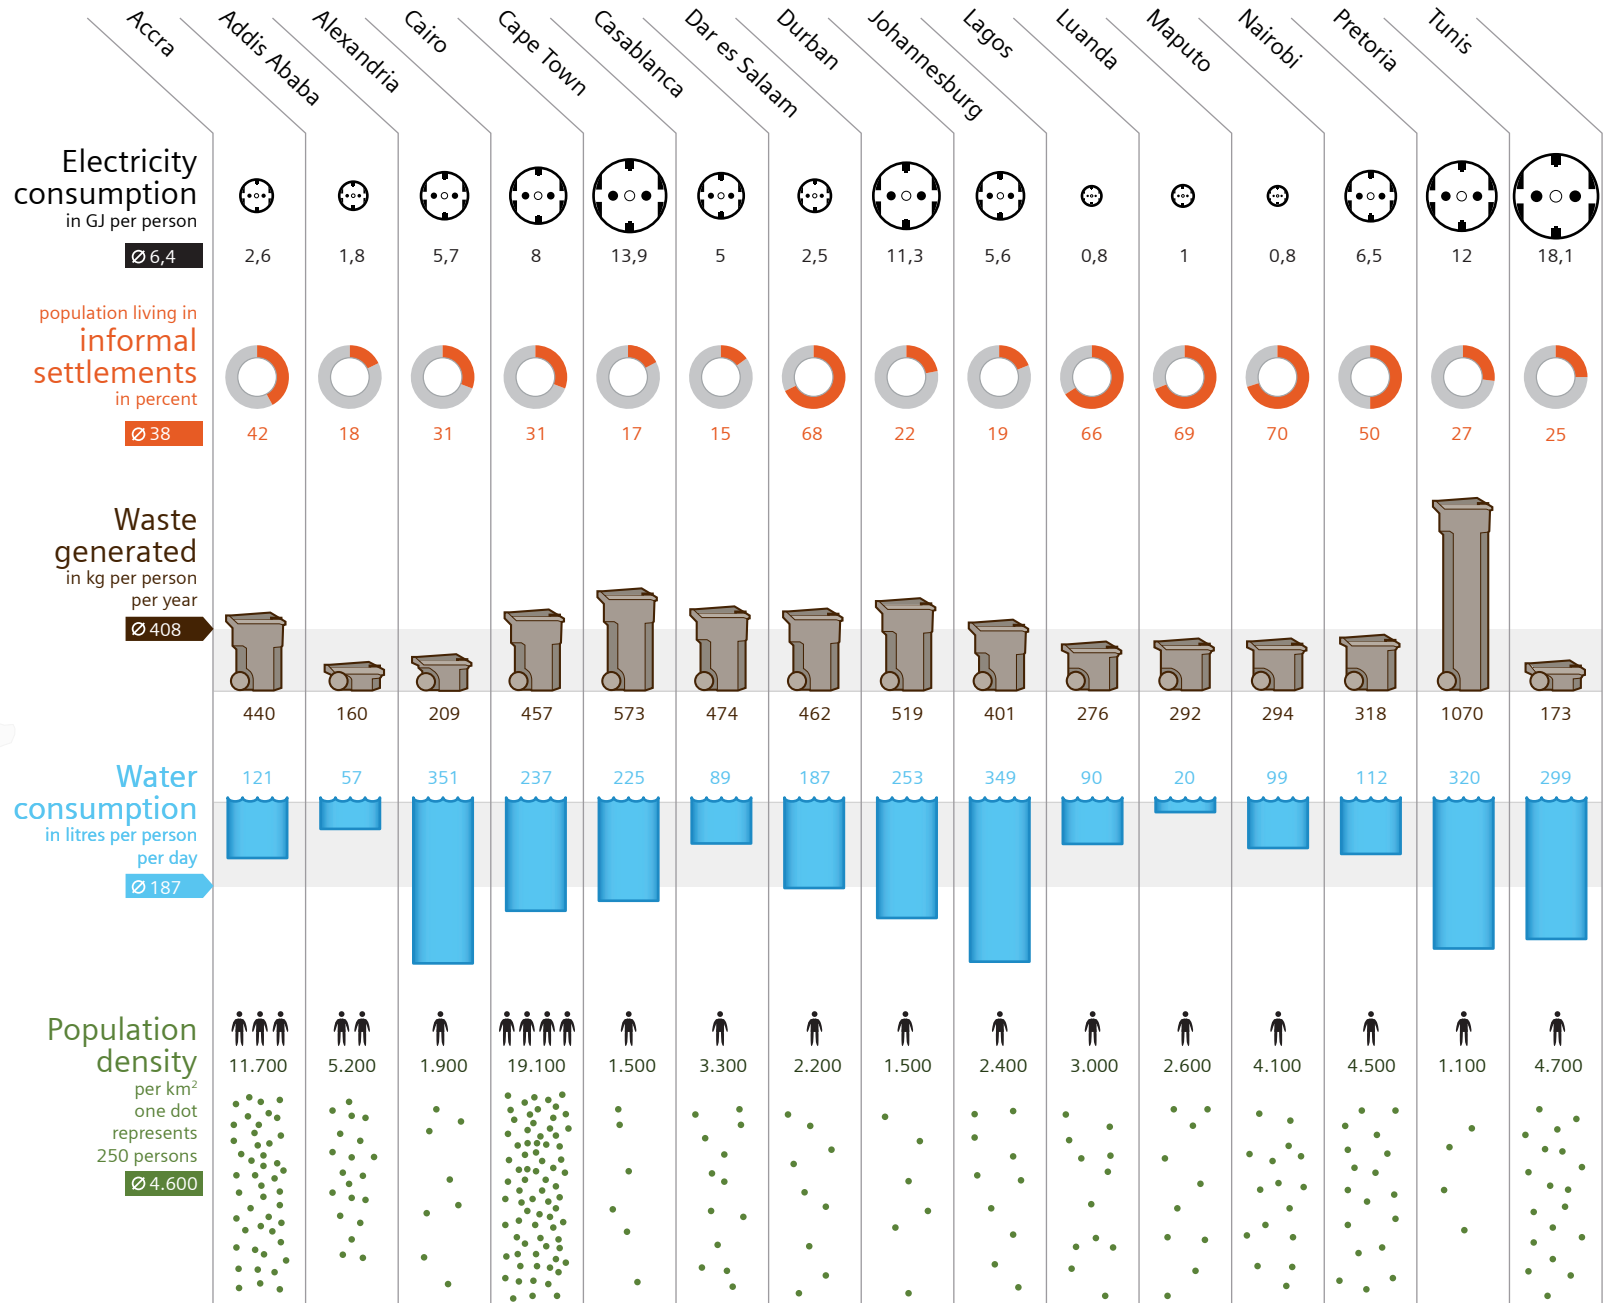 Accra
Addis Ababa
Alexandria
Cairo
Cape Town
Casablanca
Dar es Salaam
Durban
Johannesburg
Lagos
Luanda
Maputo
Nairobi
Pretoria
Tunis
Electricity
consumption
in GJ per person
Ø 6,4
2,6 1,8 5,7 8 13,9 5 2,5 11,3 5,6 0,8 1 0,8 6,5 12 18,1
population living in
informal
settlements
in percent
Ø 38
42 18 31 31 17 15 68 22 19 66 69 70 50 27 25
Waste
generated
in kg per person
per year
Ø 408
440 160 209 457 573 474 462 519 401 276 292 294 318 1070 173
Water
consumption
in litres per person
per day
Ø 187
121 57 351 237 225 89 187 253 349 90 20 99 112 320 299
Population
density
per km²
one dot
represents
250 persons
Ø 4.600
11.700 5.200 1.900 19.100 1.500 3.300 2.200 1.500 2.400 3.000 2.600 4.100 4.500 1.100 4.700